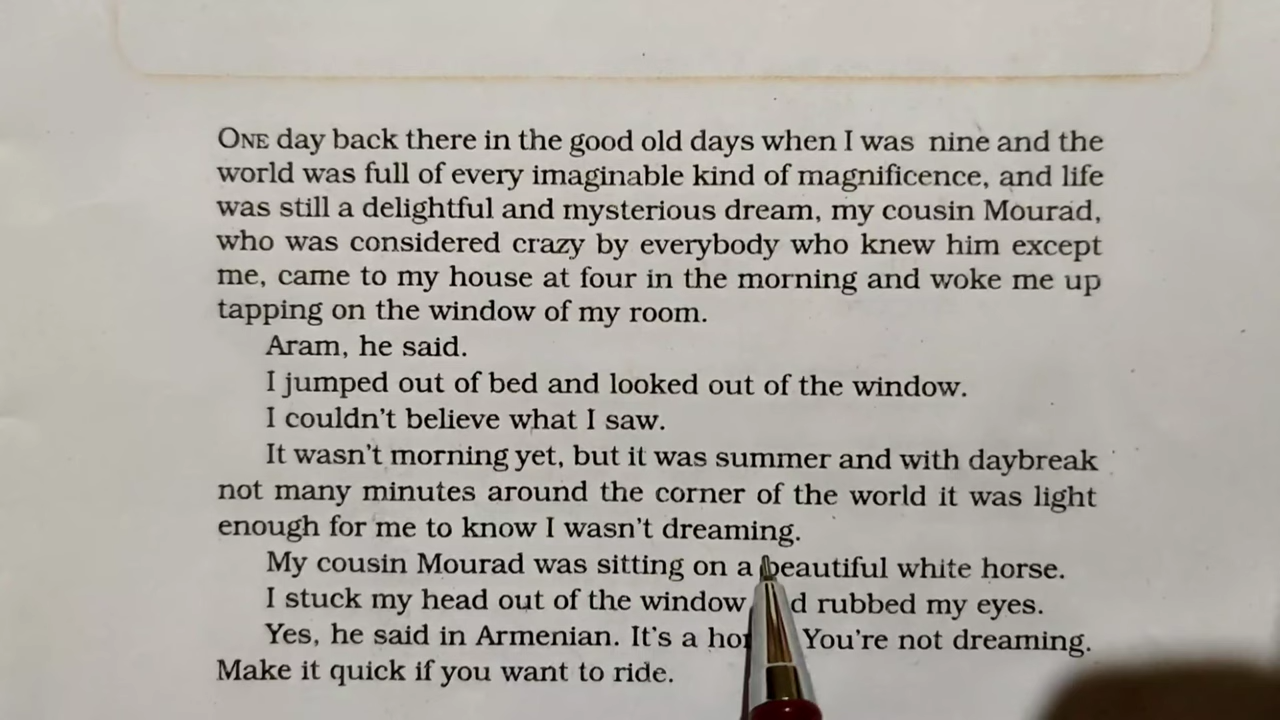 ONE day back there in the good old days when I was nine and the
world was full of every imaginable kind of magnificence, and life
was still a delightful and mysterious dream, my cousin Mourad,
who was considered crazy by everybody who knew him except
me, came to my house at four in the morning and woke me up
tapping on the window of my room.
Aram, he said.
I jumped out of bed and looked out of the window.
I couldn't believe what I saw.
It wasn't morning yet, but it was summer and with daybreak
not many minutes around the corner of the world it was light
enough for me to know I wasn't dreaming.
My cousin Mourad was sitting on a beautiful white horse.
I stuck my head out of the window rubbed my eyes.
Yes, he said in Armenian. It's a You're not dreaming.
Make it quick if you want to ride.